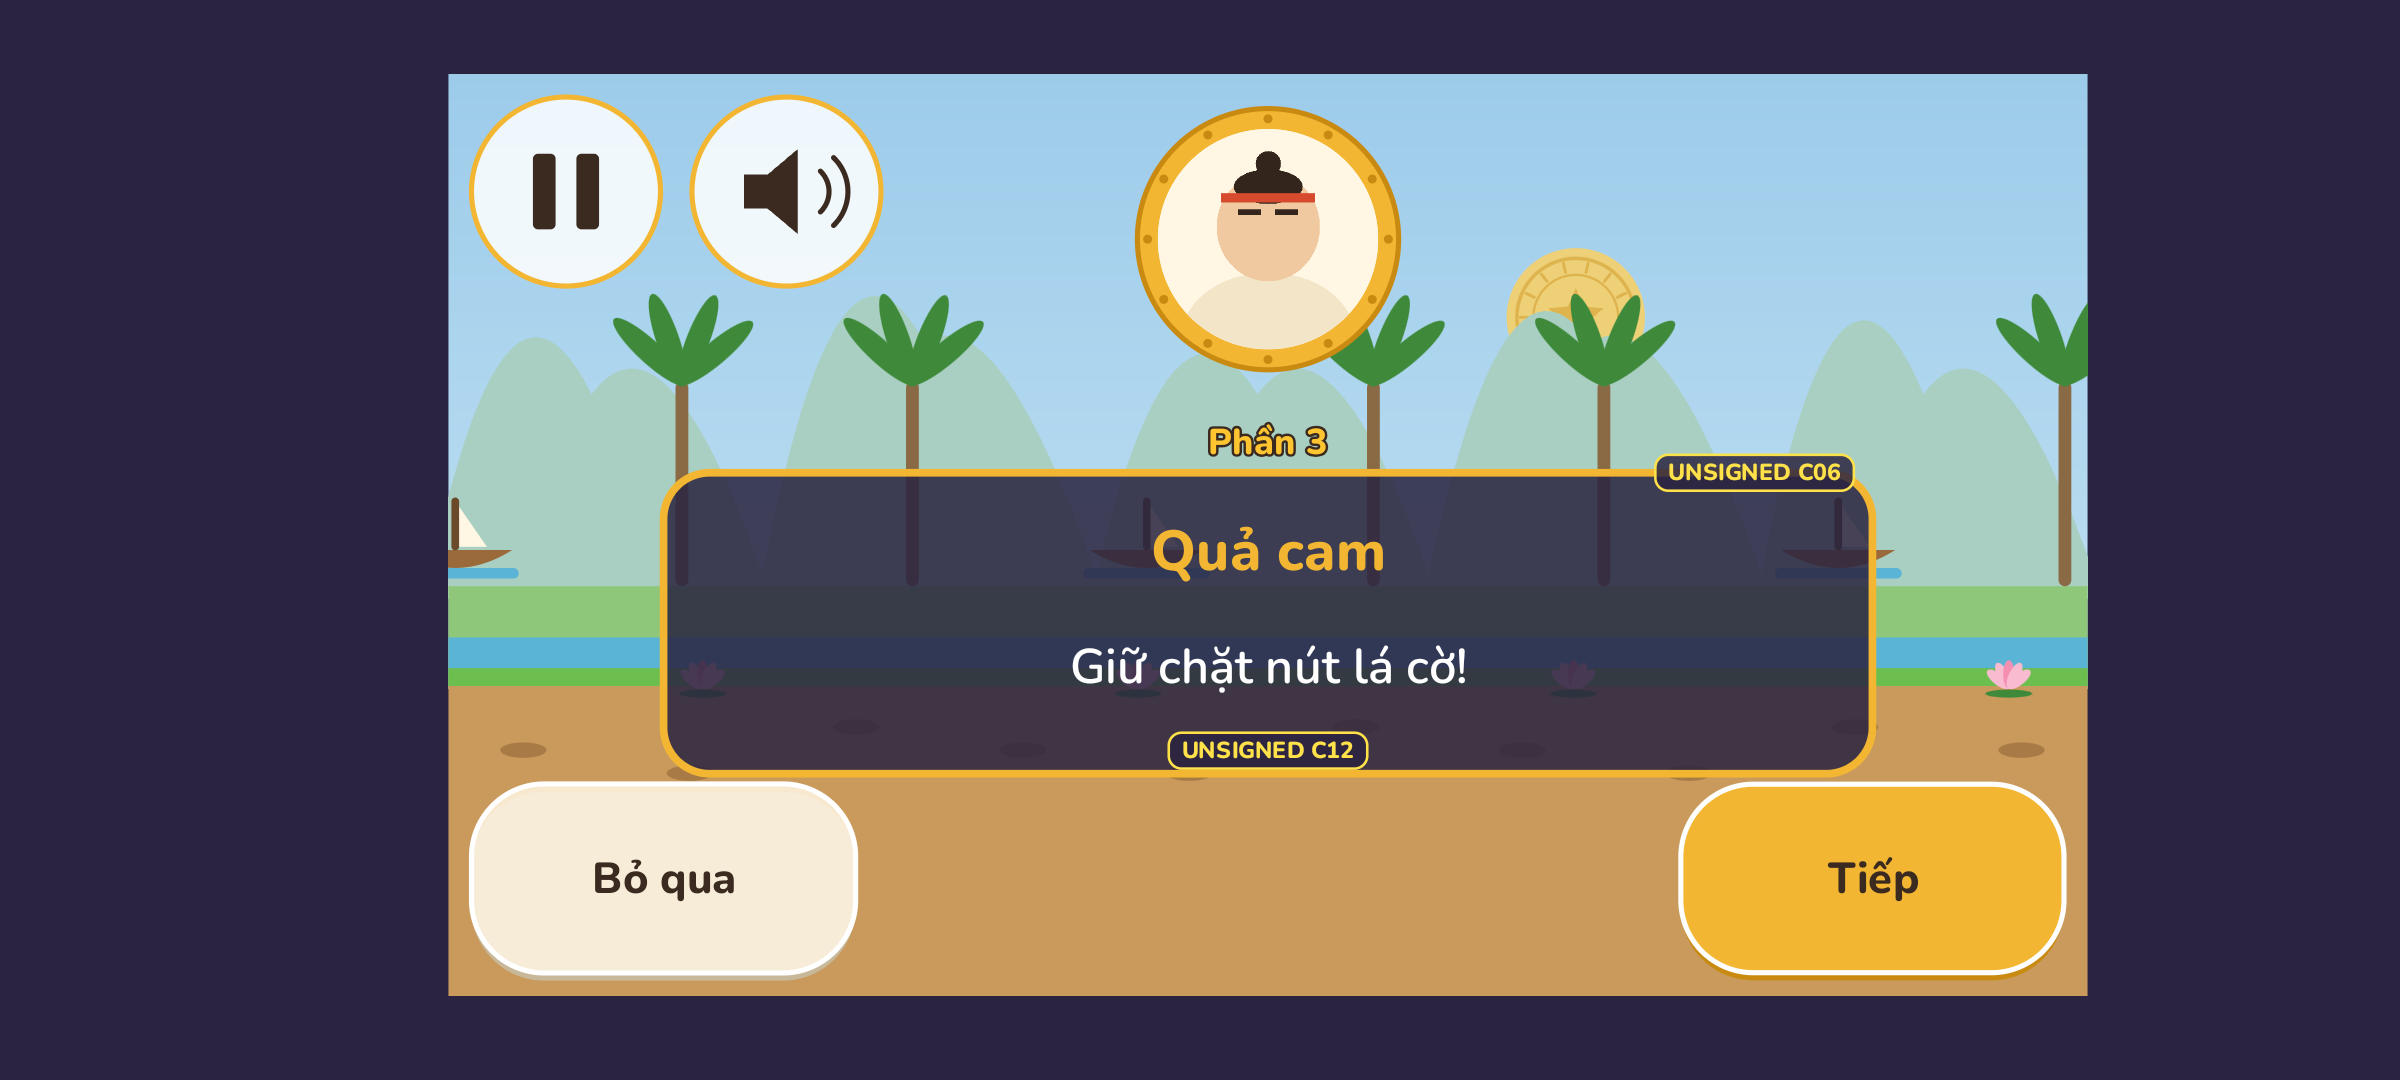 Phần 3
UNSIGNED C06
Quả cam
Giữ chặt nút lá cờ!
UNSIGNED C12
Bỏ qua
Tiếp